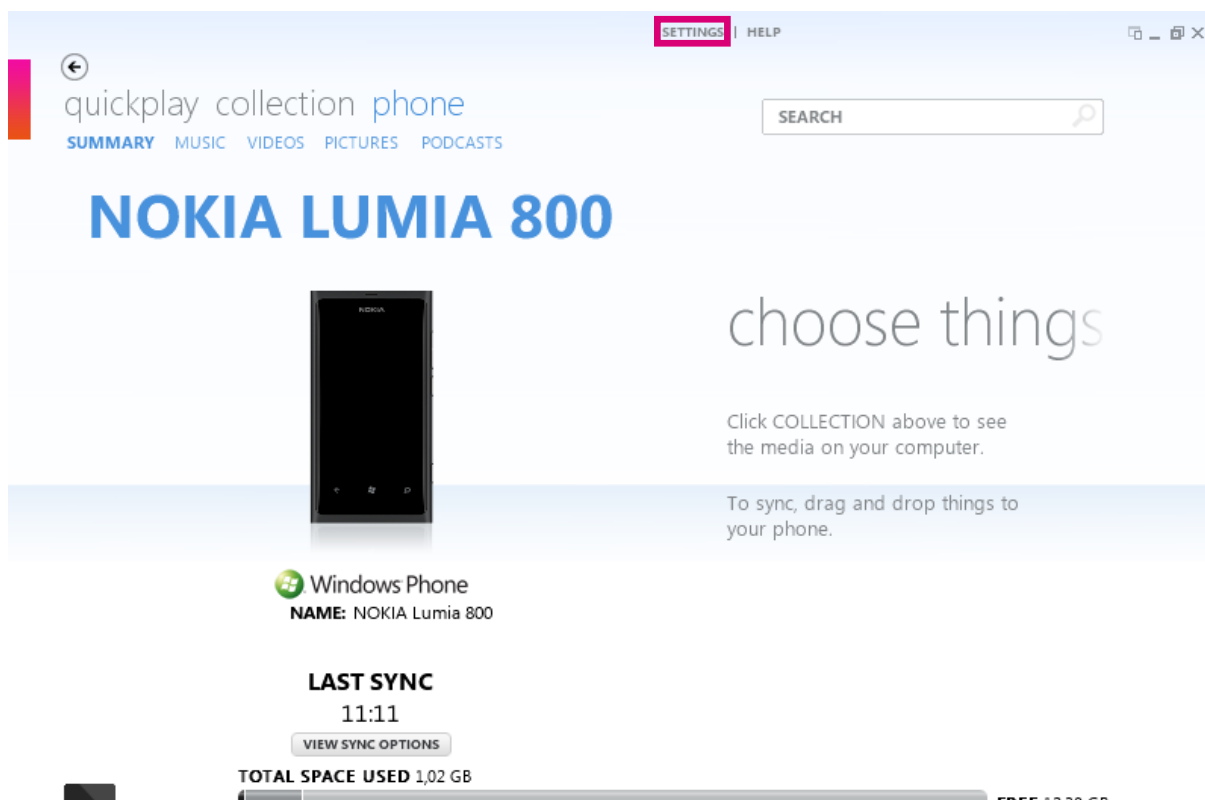 SETTINGS | HELP
quickplay collection phone
SEARCH
SUMMARY MUSIC VIDEOS PICTURES PODCASTS
NOKIA LUMIA 800
NOKIA
choose things
Click COLLECTION above to see
the media on your computer.
To sync, drag and drop things to
your phone.
Windows Phone
NAME: NOKIA Lumia 800
LAST SYNC
11:11
VIEW SYNC OPTIONS
TOTAL SPACE USED 1,02 GB
FREE